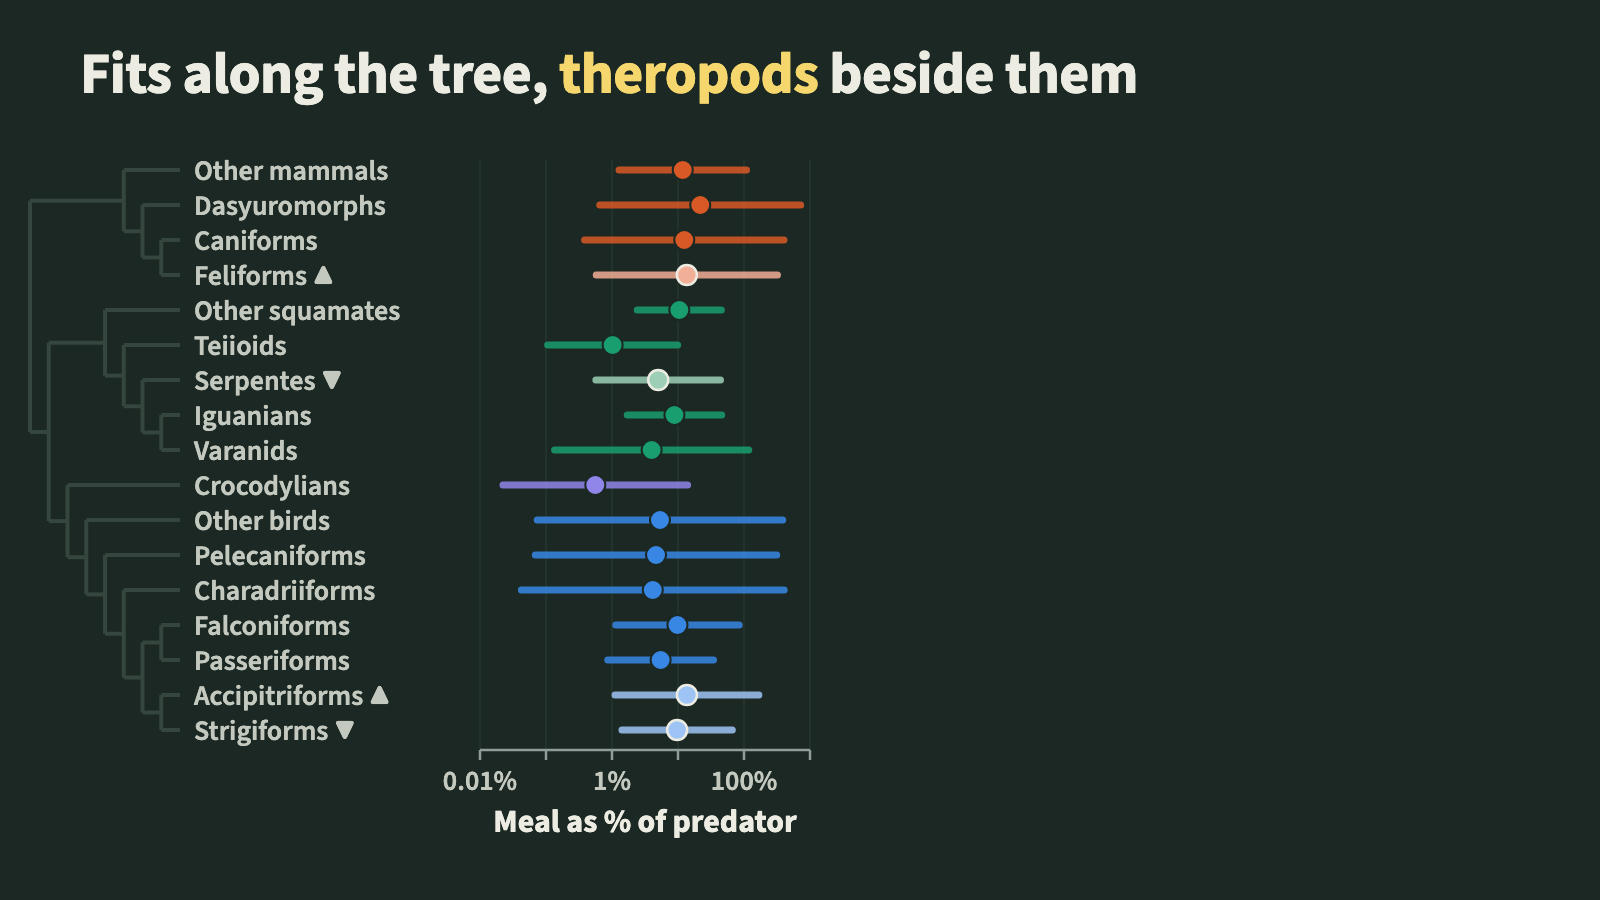 Fits along the tree, theropods beside them
Other mammals
Dasyuromorphs
Caniforms
Feliforms ▲
Other squamates
Teiioids
Serpentes ▼
Iguanians
Varanids
Crocodylians
Other birds
Pelecaniforms
Charadriiforms
Falconiforms
Passeriforms
Accipitriforms ▲
Strigiforms ▼
0.01% 1% 100%
Meal as % of predator